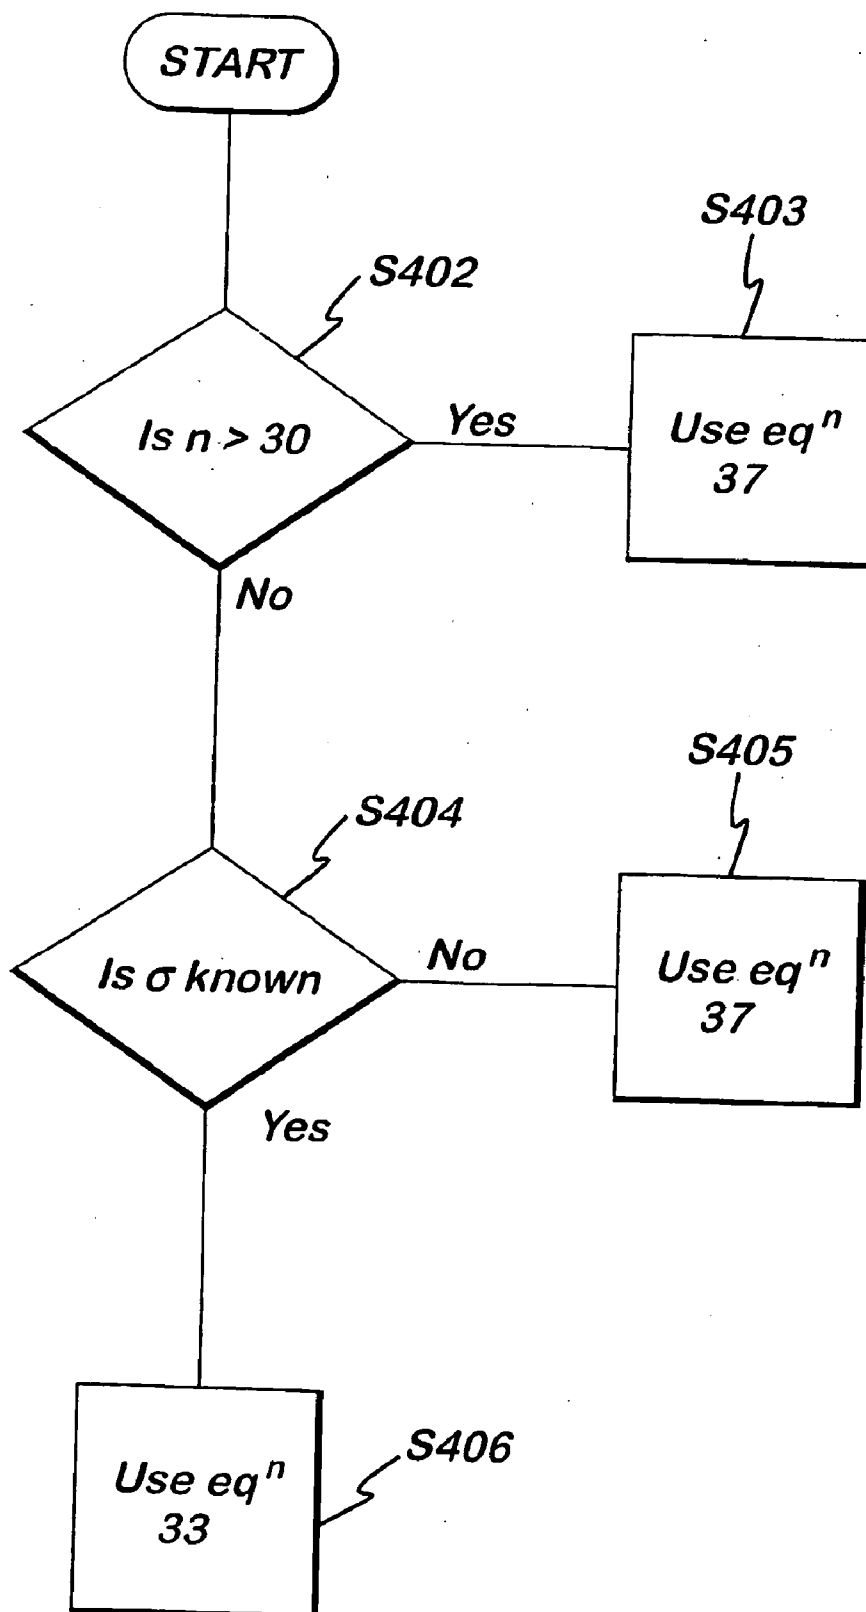 START
S402
Is n > 30
Yes
S403
Use eqⁿ
37
No
S404
Is σ known
No
S405
Use eqⁿ
37
Yes
S406
Use eqⁿ
33